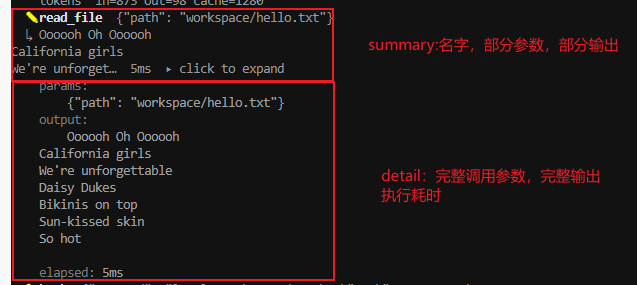 tokens in=873 out=98 cache=1280
read_file {"path": "workspace/hello.txt"}
↳ Oooooh Oh Oooooh
California girls
We're unforget… 5ms ▸ click to expand
summary:名字，部分参数，部分输出
params:
{"path": "workspace/hello.txt"}
output:
Oooooh Oh Oooooh
California girls
We're unforgettable
Daisy Dukes
Bikinis on top
Sun-kissed skin
So hot
elapsed: 5ms
detail：完整调用参数，完整输出
执行耗时